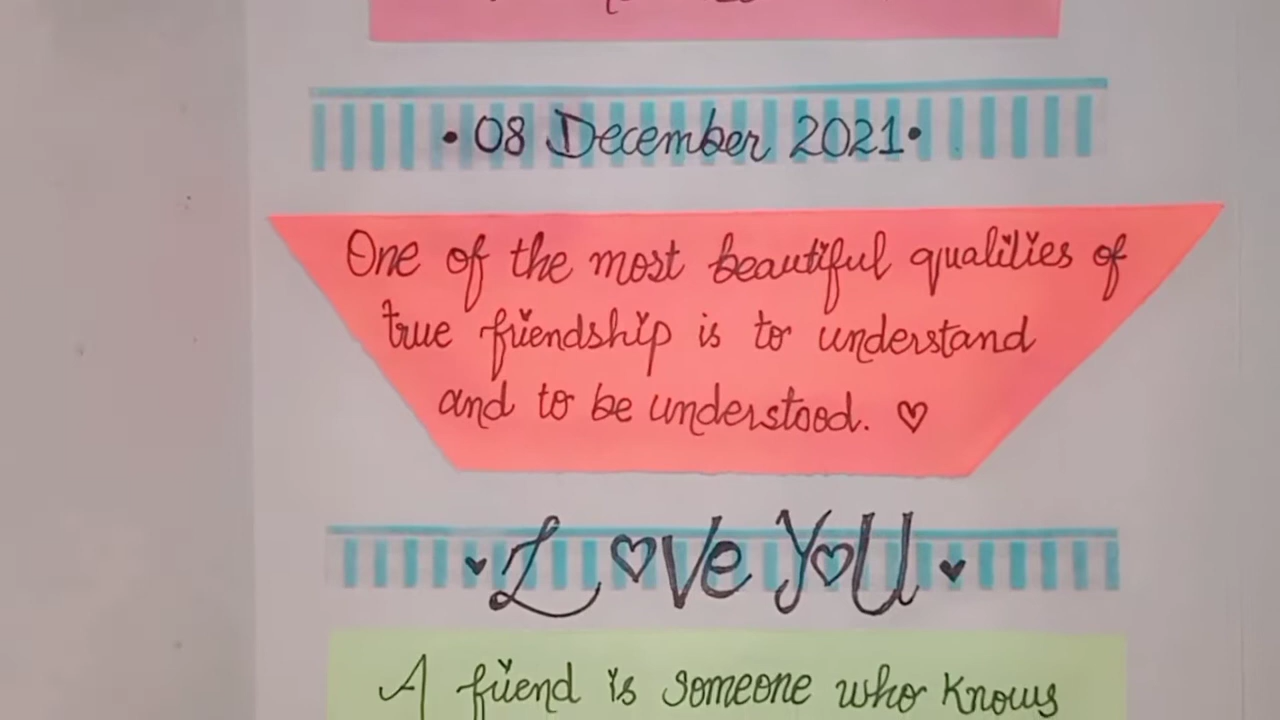 • 08 December 2021 •
One of the most beautiful qualities of
true friendship is to understand
and to be understood. ♡
Love You
A friend is someone who knows